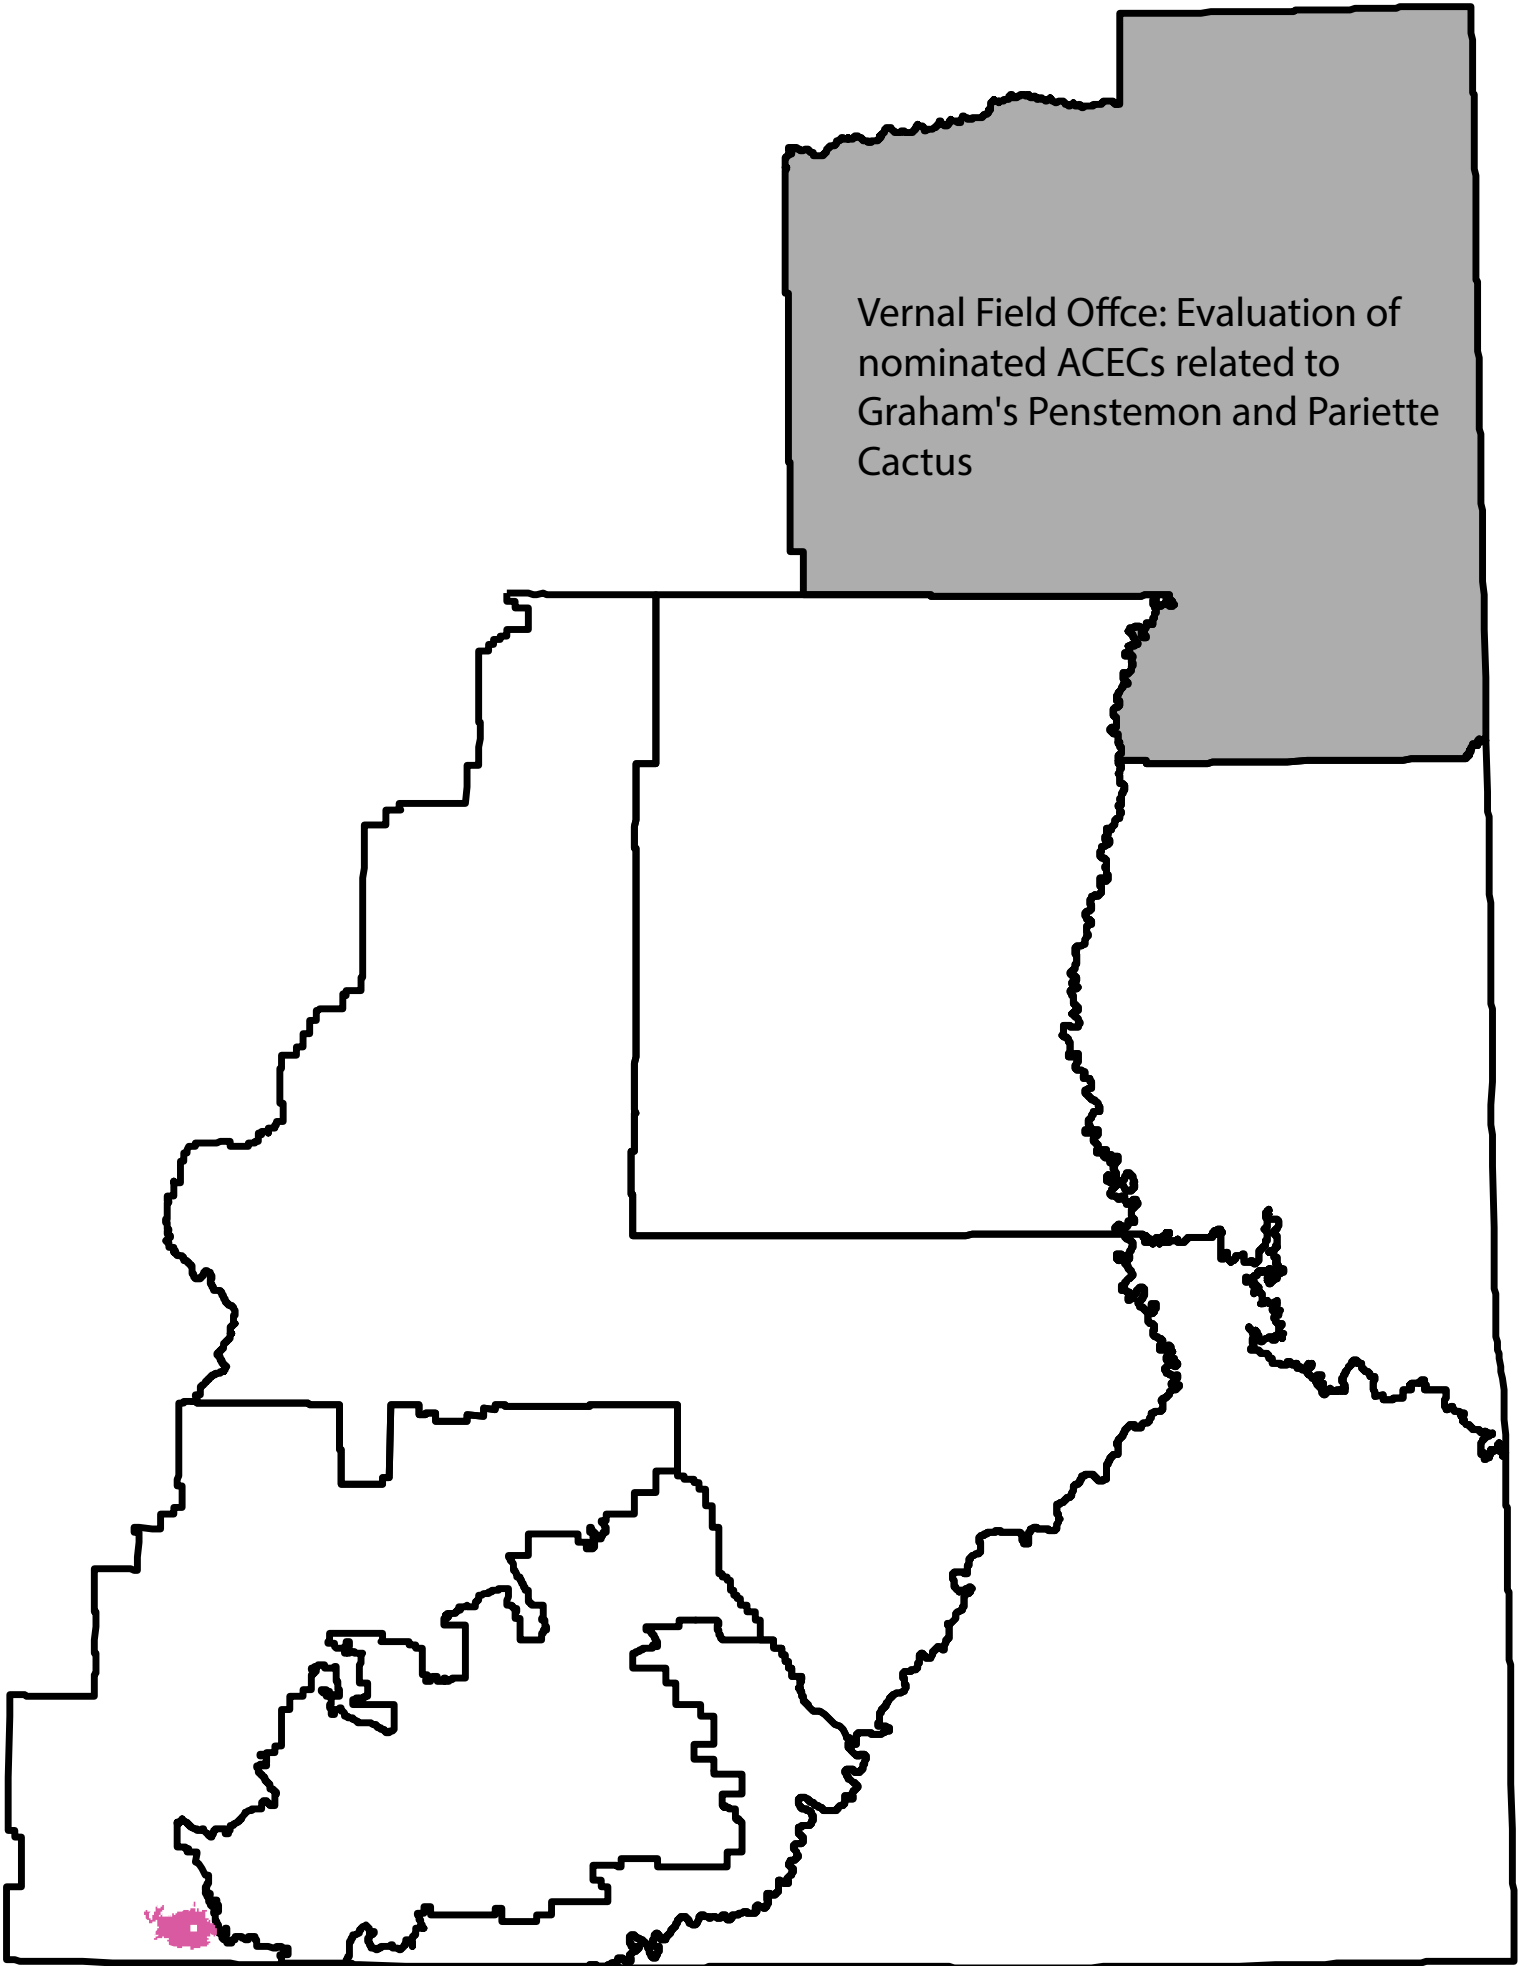 Vernal Field Offce: Evaluation of
nominated ACECs related to
Graham's Penstemon and Pariette
Cactus